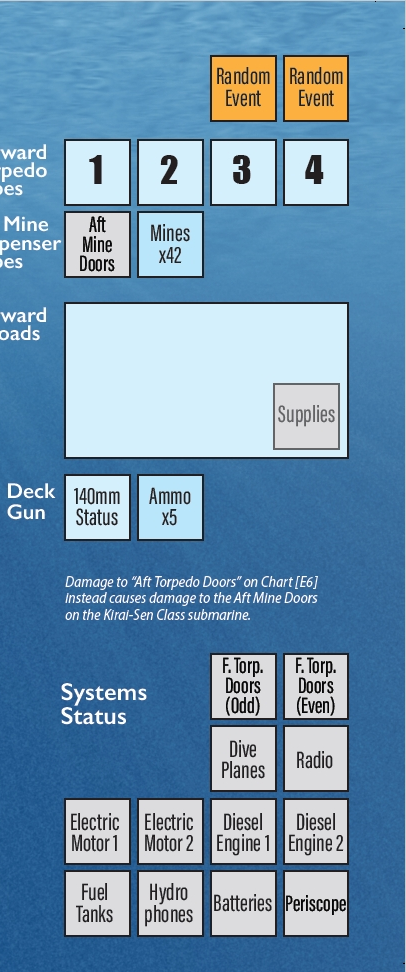 Random
Event
Random
Event
ward
rpedo
bes
1
2
3
4
Mine
penser
bes
Aft
Mine
Doors
Mines
x42
ward
oads
Supplies
Deck
Gun
140mm
Status
Ammo
x5
Damage to “Aft Torpedo Doors” on Chart [E6]
instead causes damage to the Aft Mine Doors
on the Kirai-Sen Class submarine.
Systems
Status
F. Torp.
Doors
(Odd)
F. Torp.
Doors
(Even)
Dive
Planes
Radio
Electric
Motor 1
Electric
Motor 2
Diesel
Engine 1
Diesel
Engine 2
Fuel
Tanks
Hydro
phones
Batteries
Periscope